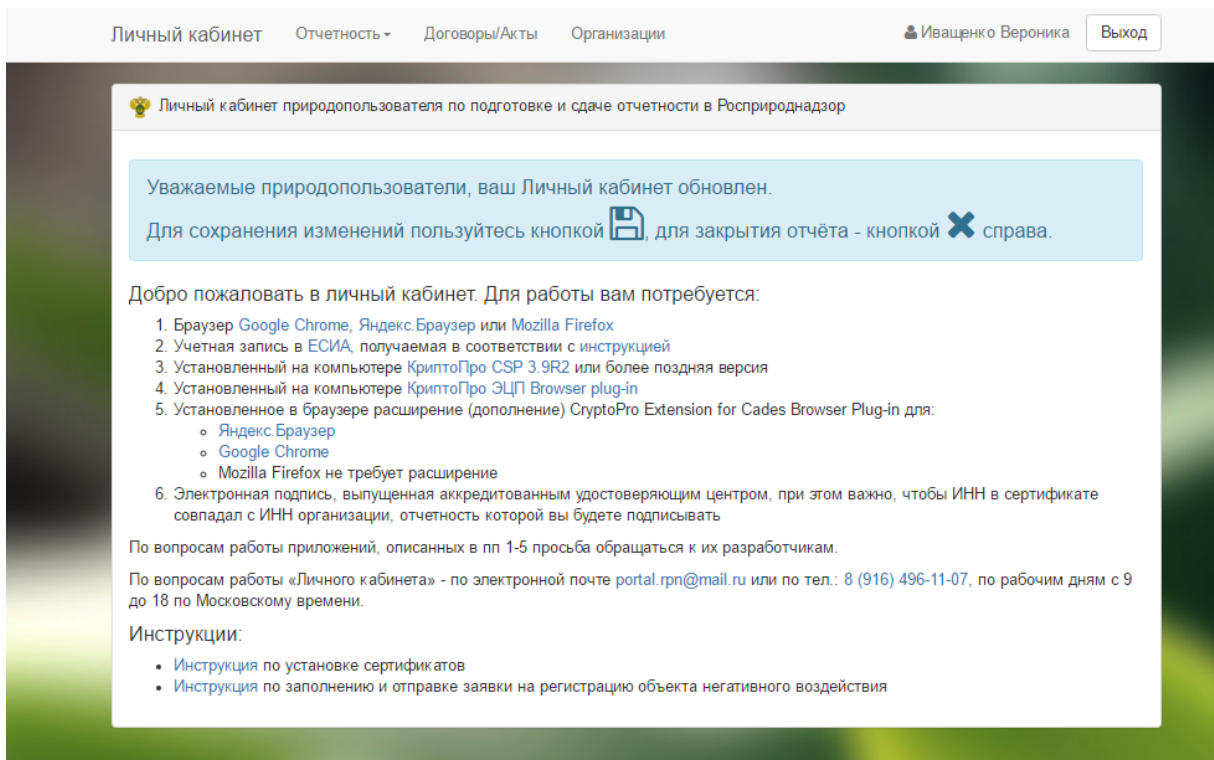 Личный кабинет Отчетность Договоры/Акты Организации Иващенко Вероника Выход
Личный кабинет природопользователя по подготовке и сдаче отчетности в Росприроднадзор
Уважаемые природопользователи, ваш Личный кабинет обновлен.
Для сохранения изменений пользуйтесь кнопкой , для закрытия отчёта - кнопкой справа.
Добро пожаловать в личный кабинет. Для работы вам потребуется:
1. Браузер Google Chrome, Яндекс.Браузер или Mozilla Firefox
2. Учетная запись в ЕСИА, получаемая в соответствии с инструкцией
3. Установленный на компьютере КриптоПро CSP 3.9R2 или более поздняя версия
4. Установленный на компьютере КриптоПро ЭЦП Browser plug-in
5. Установленное в браузере расширение (дополнение) CryptoPro Extension for Cades Browser Plug-in для:
Яндекс.Браузер
Google Chrome
Mozilla Firefox не требует расширение
6. Электронная подпись, выпущенная аккредитованным удостоверяющим центром, при этом важно, чтобы ИНН в сертификате
совпадал с ИНН организации, отчетность которой вы будете подписывать
По вопросам работы приложений, описанных в пп 1-5 просьба обращаться к их разработчикам.
По вопросам работы «Личного кабинета» - по электронной почте portal.rpn@mail.ru или по тел.: 8 (916) 496-11-07, по рабочим дням с 9
до 18 по Московскому времени.
Инструкции:
Инструкция по установке сертификатов
Инструкция по заполнению и отправке заявки на регистрацию объекта негативного воздействия